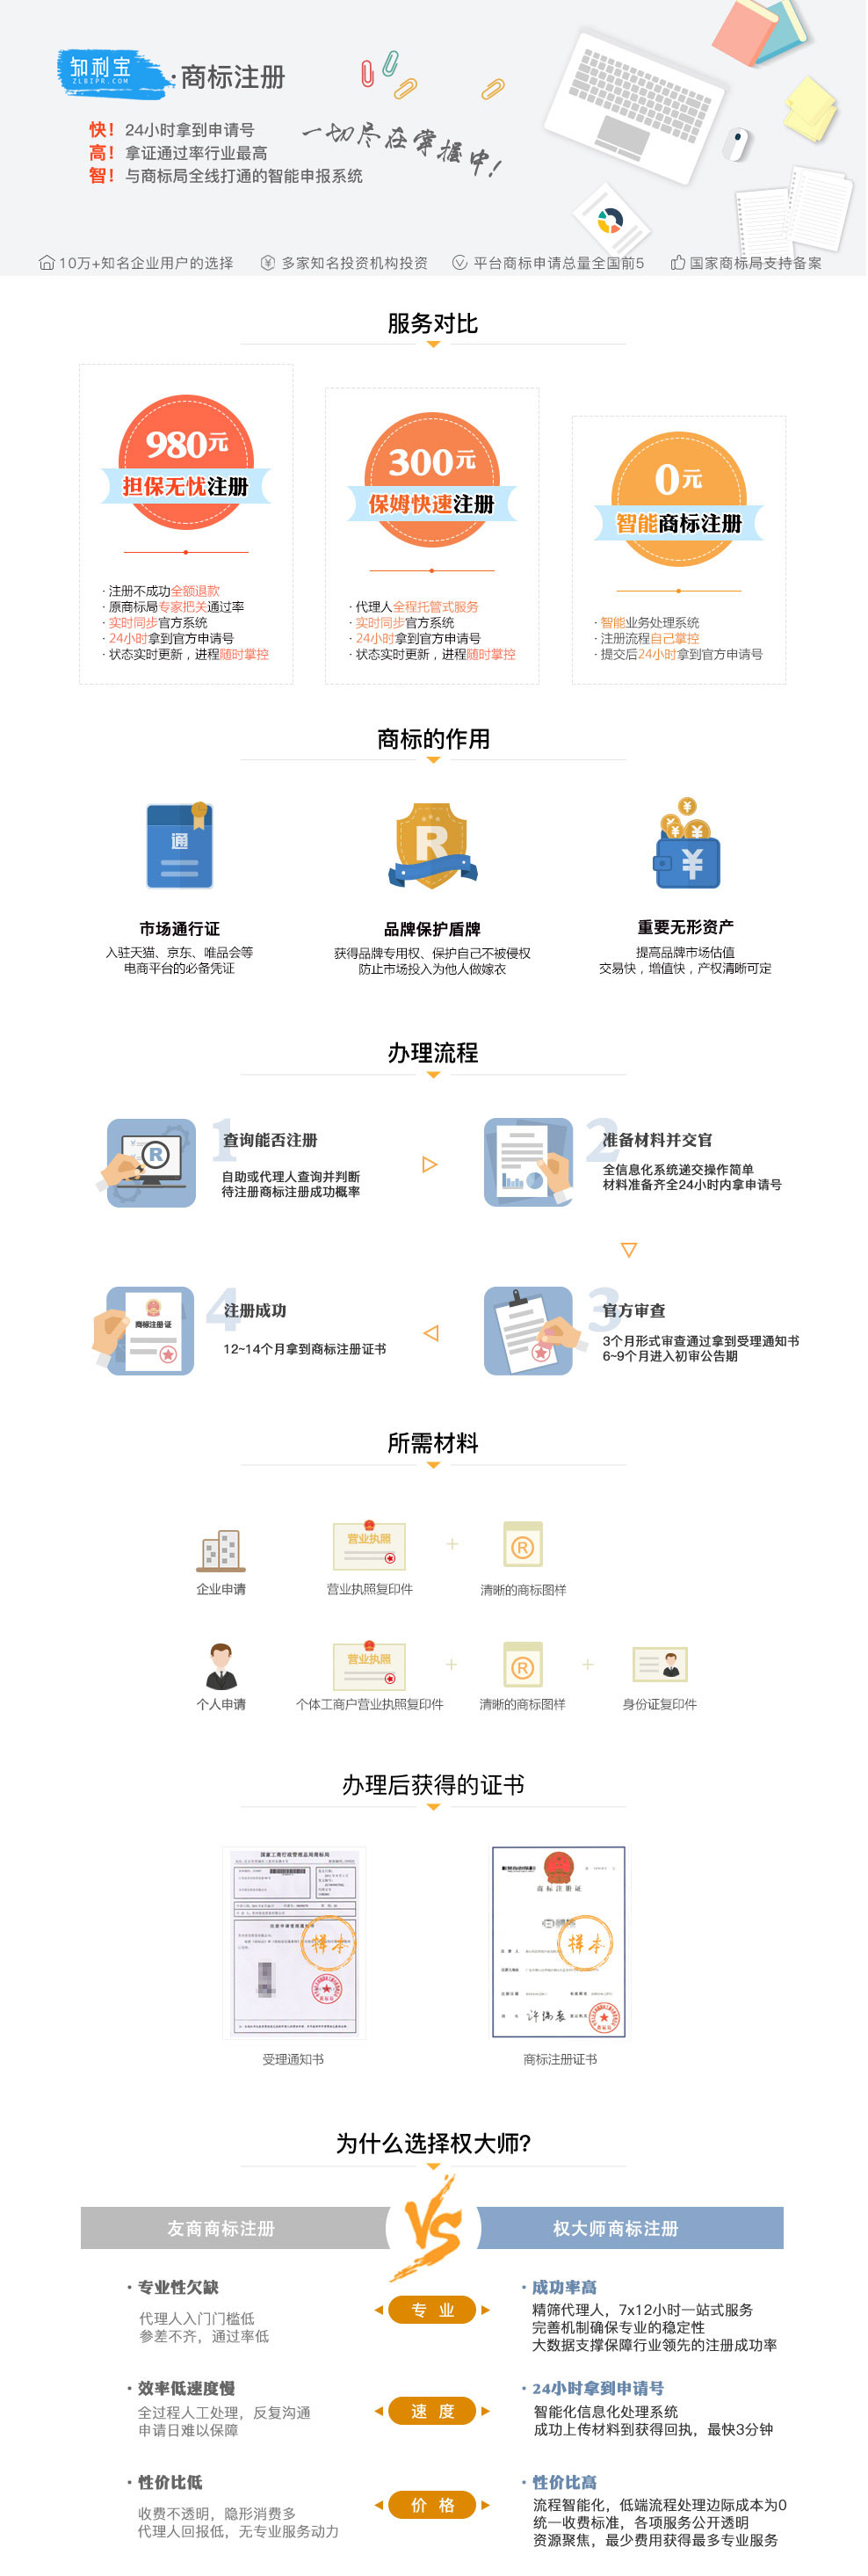 知利宝
ZLBIPR.COM
·商标注册
快！24小时拿到申请号
高！拿证通过率行业最高
智！与商标局全线打通的智能申报系统
一切尽在掌握中！
10万+知名企业用户的选择
多家知名投资机构投资
平台商标申请总量全国前5
国家商标局支持备案
服务对比
980元
担保无忧注册
·注册不成功全额退款
·原商标局专家把关通过率
·实时同步官方系统
·24小时拿到官方申请号
·状态实时更新，进程随时掌控
300元
保姆快速注册
·代理人全程托管式服务
·实时同步官方系统
·24小时拿到官方申请号
·状态实时更新，进程随时掌控
0元
智能商标注册
·智能业务处理系统
·注册流程自己掌控
·提交后24小时拿到官方申请号
商标的作用
通
市场通行证
入驻天猫、京东、唯品会等
电商平台的必备凭证
R
品牌保护盾牌
获得品牌专用权、保护自己不被侵权
防止市场投入为他人做嫁衣
¥
重要无形资产
提高品牌市场估值
交易快，增值快，产权清晰可定
办理流程
R
1
查询能否注册
自助或代理人查询并判断
待注册商标注册成功概率
2
准备材料并交官
全信息化系统递交操作简单
材料准备齐全24小时内拿申请号
商标注册证
4
注册成功
12~14个月拿到商标注册证书
3
官方审查
3个月形式审查通过拿到受理通知书
6~9个月进入初审公告期
所需材料
企业申请
营业执照
营业执照复印件
+
R
清晰的商标图样
个人申请
营业执照
个体工商户营业执照复印件
+
R
清晰的商标图样
+
身份证复印件
办理后获得的证书
国家工商行政管理总局商标局
样本
受理通知书
商标注册证
样本
商标注册证书
为什么选择权大师?
友商商标注册
VS
权大师商标注册
·专业性欠缺
代理人入门门槛低
参差不齐，通过率低
专 业
·成功率高
精筛代理人，7x12小时一站式服务
完善机制确保专业的稳定性
大数据支撑保障行业领先的注册成功率
·效率低速度慢
全过程人工处理，反复沟通
申请日难以保障
速 度
·24小时拿到申请号
智能化信息化处理系统
成功上传材料到获得回执，最快3分钟
·性价比低
收费不透明，隐形消费多
代理人回报低，无专业服务动力
价 格
·性价比高
流程智能化，低端流程处理边际成本为0
统一收费标准，各项服务公开透明
资源聚焦，最少费用获得最多专业服务